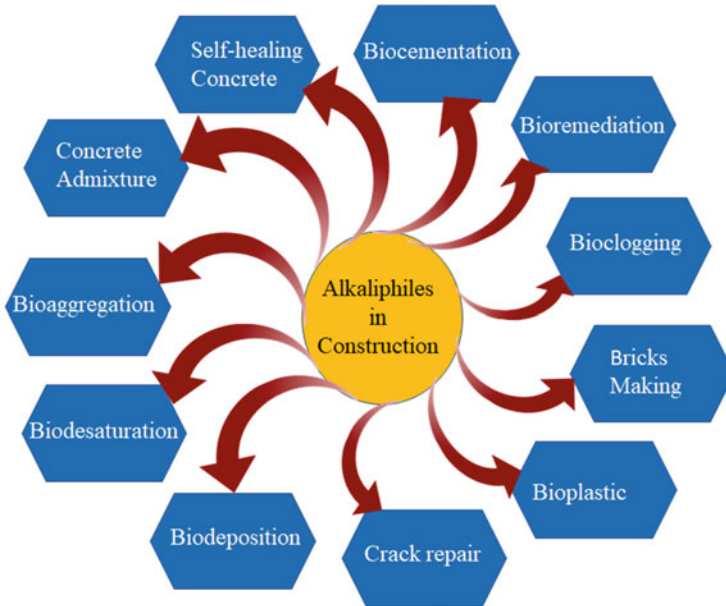 Self-healing
Concrete
Biocementation
Concrete
Admixture
Bioremediation
Bioaggregation
Alkaliphiles
in
Construction
Bioclogging
Biodesaturation
Bricks
Making
Biodeposition
Crack repair
Bioplastic